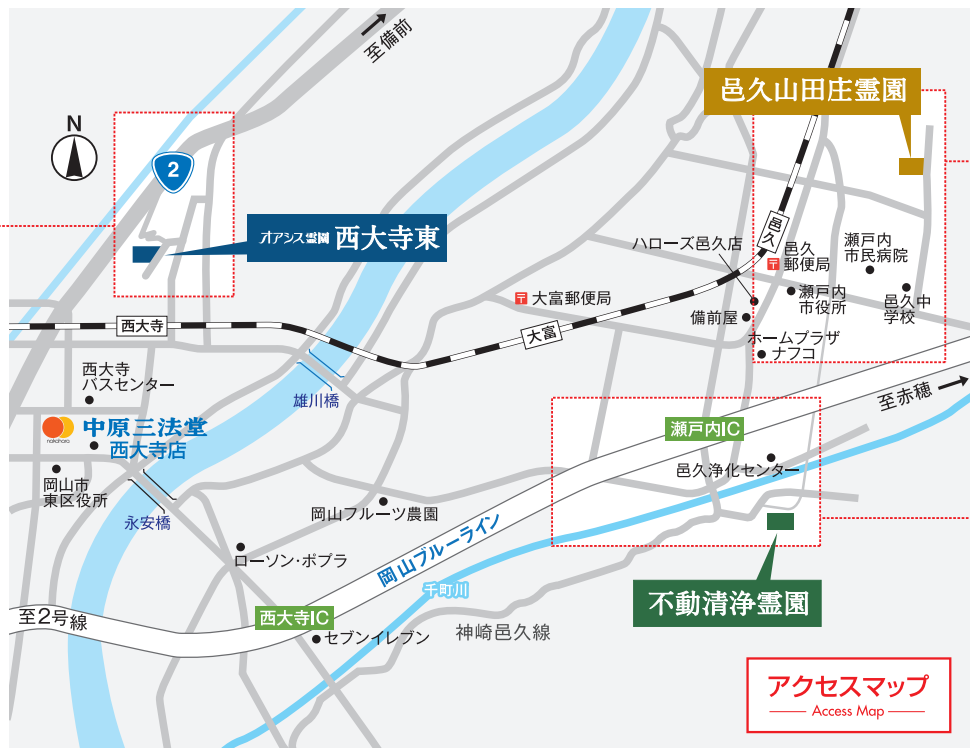 至備前
邑久山田庄霊園
N
2
オアシス霊園 西大寺東
邑久
ハローズ邑久店
邑久
郵便局
瀬戸内
市民病院
大富郵便局
瀬戸内
市役所
邑久中
学校
備前屋
西大寺
大富
ホームプラザ
ナフコ
西大寺
バスセンター
雄川橋
至赤穂
nakahara
中原三法堂
西大寺店
瀬戸内IC
邑久浄化センター
岡山市
東区役所
永安橋
岡山フルーツ農園
岡山ブルーライン
ローソン・ポプラ
千町川
不動清浄霊園
至2号線
西大寺IC
セブンイレブン
神崎邑久線
アクセスマップ
Access Map